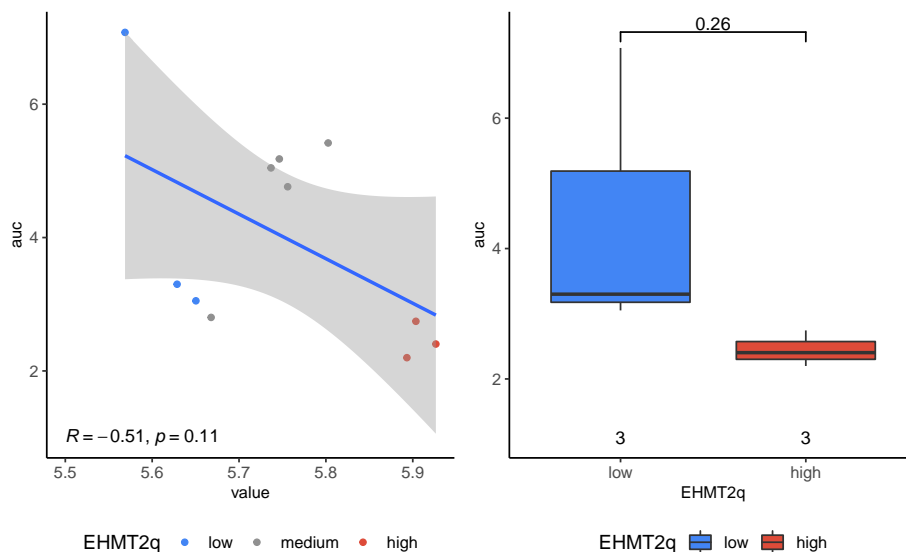 auc
6
4
2
R = −0.51, p = 0.11
5.5 5.6 5.7 5.8 5.9
value
EHMT2q low medium high
0.26
auc
6
4
2
3 3
low high
EHMT2q
EHMT2q low high